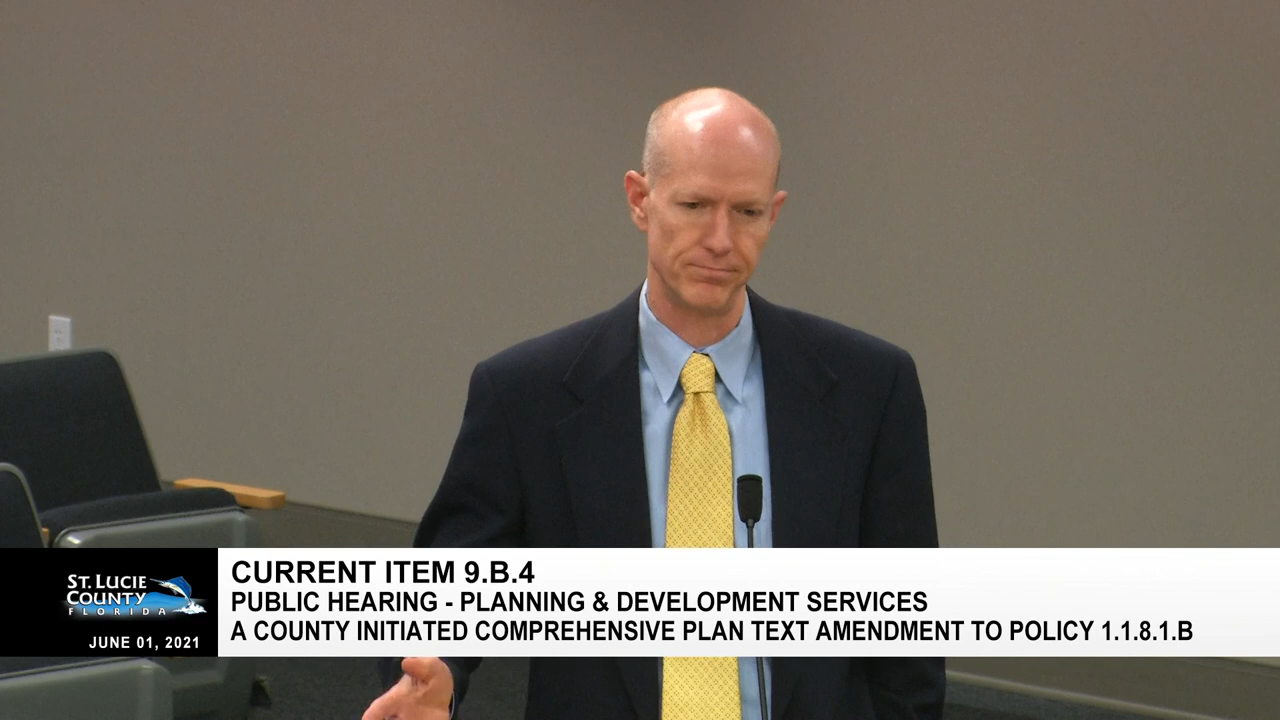 CURRENT ITEM 9.B.4
PUBLIC HEARING - PLANNING & DEVELOPMENT SERVICES
A COUNTY INITIATED COMPREHENSIVE PLAN TEXT AMENDMENT TO POLICY 1.1.8.1.B
ST. LUCIE
COUNTY
FLORIDA
JUNE 01, 2021